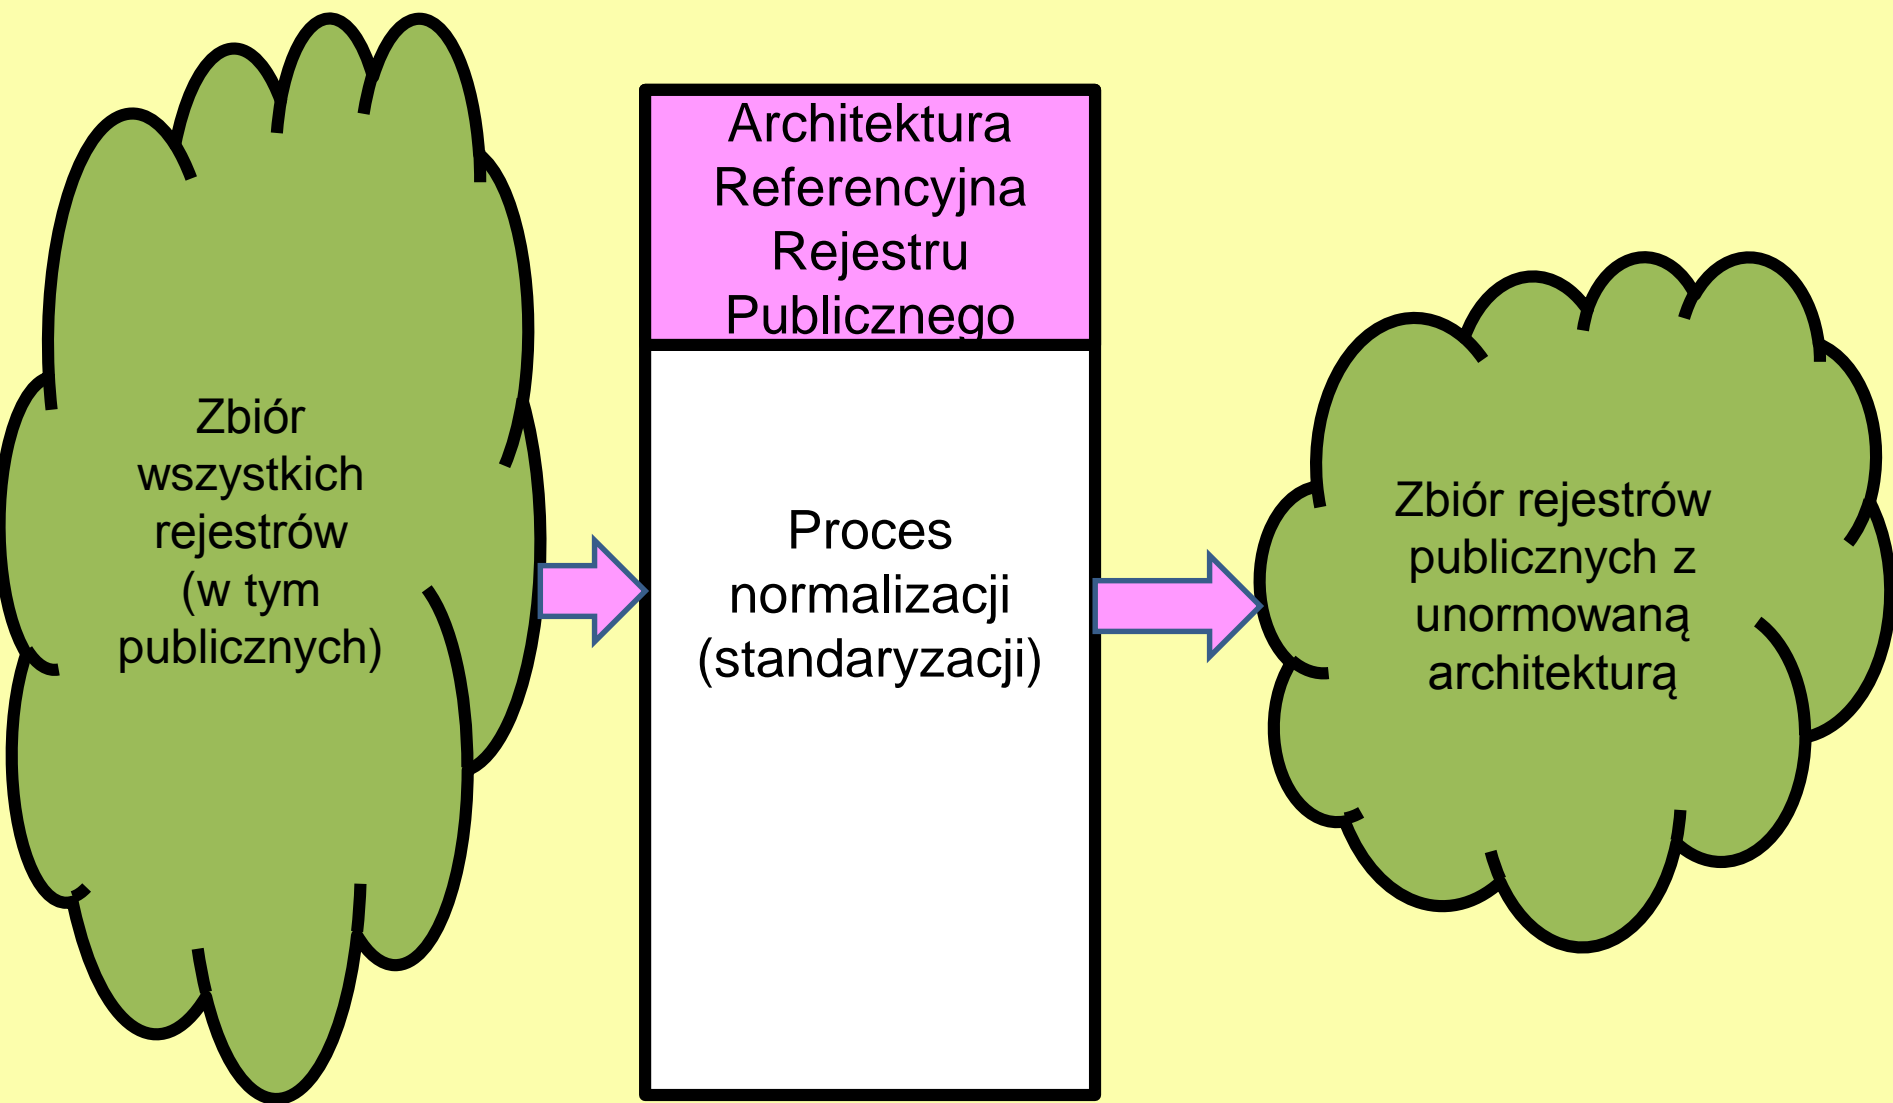 Zbiór
wszystkich
rejestrów
(w tym
publicznych)
Architektura
Referencyjna
Rejestru
Publicznego
Proces
normalizacji
(standaryzacji)
Zbiór rejestrów
publicznych z
unormowaną
architekturą